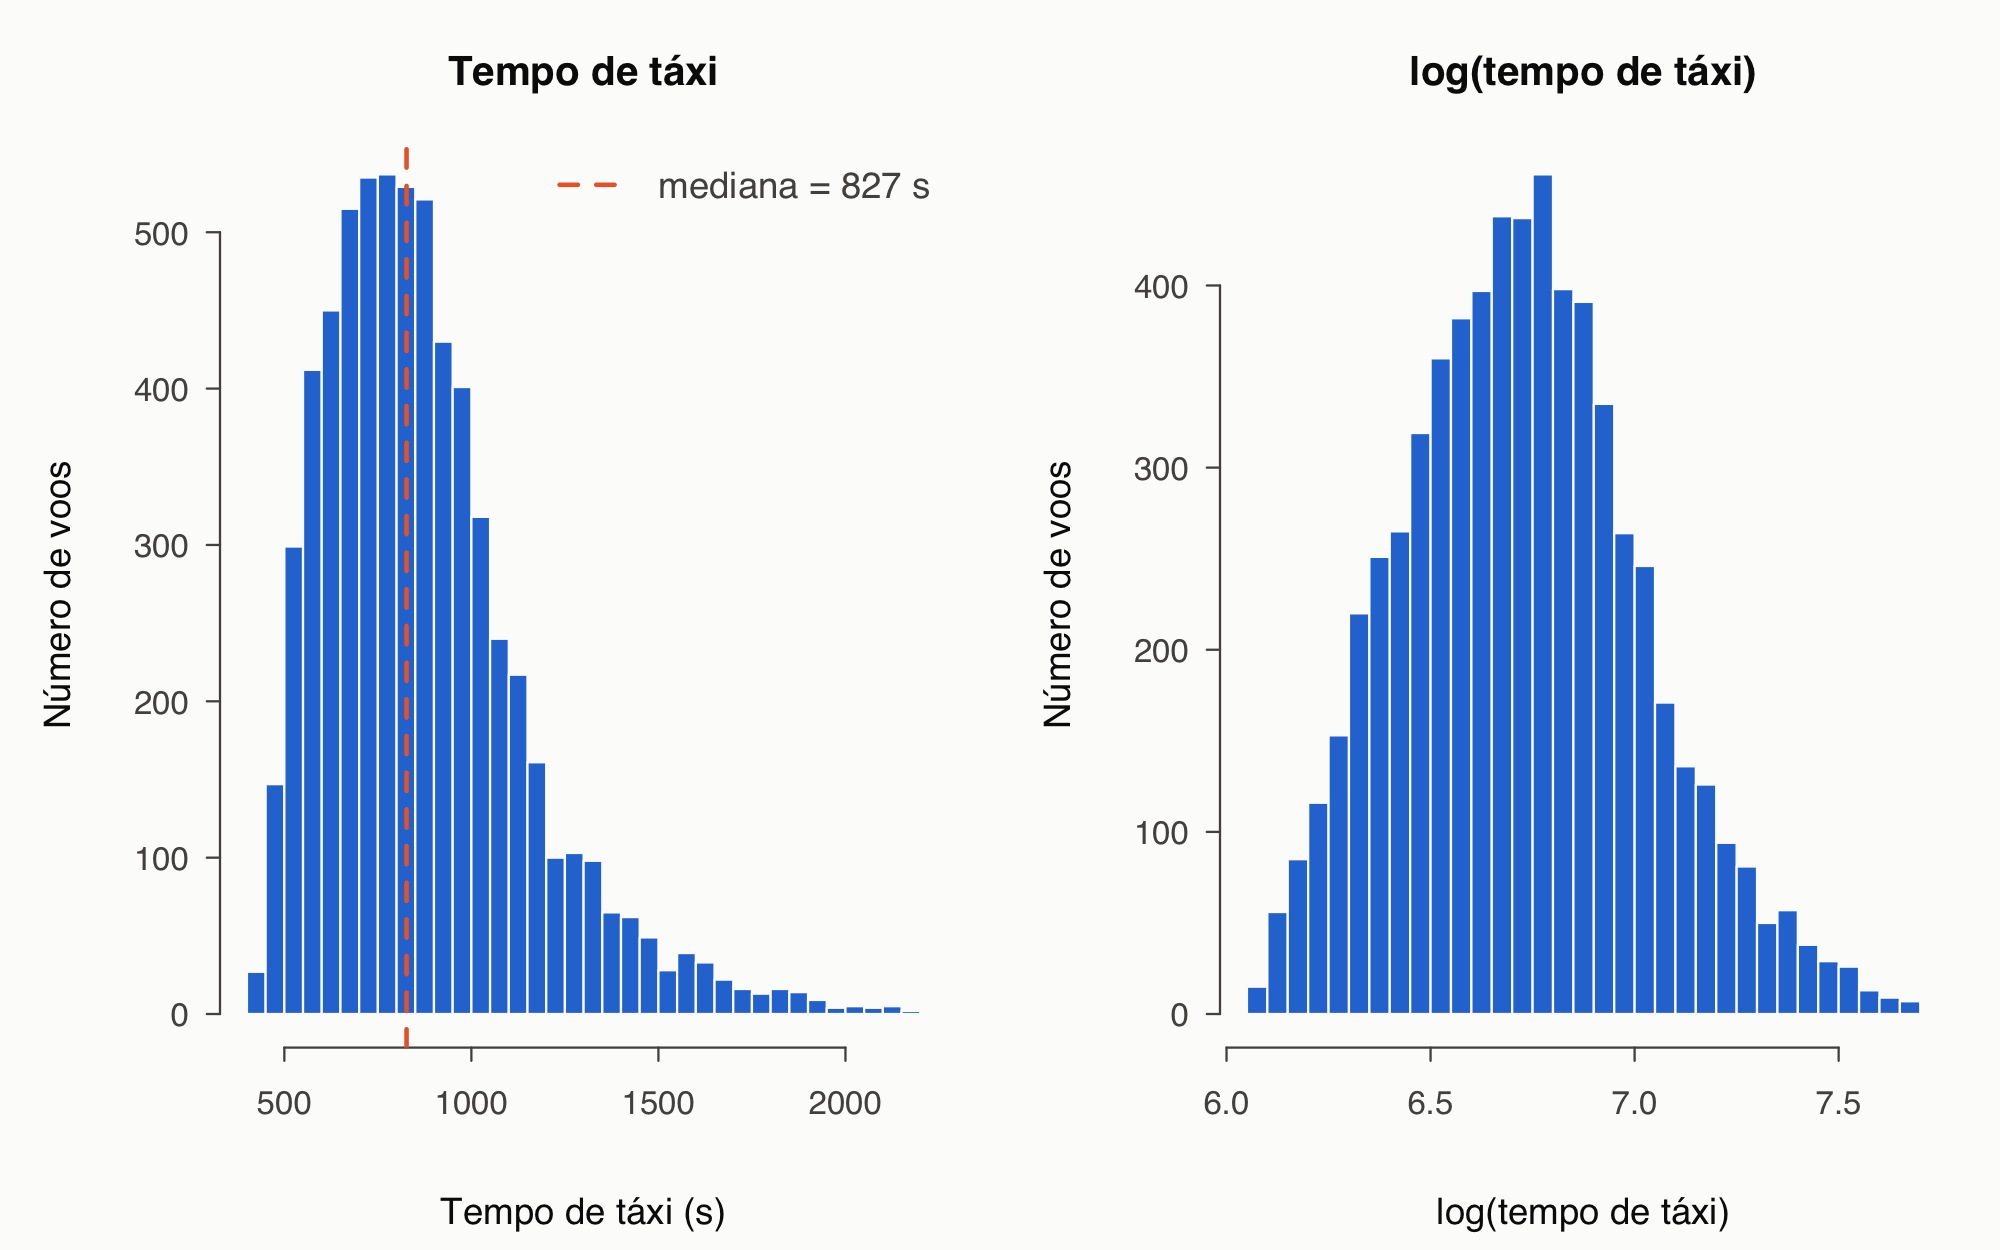 Tempo de táxi
mediana = 827 s
Número de voos
0
100
200
300
400
500
500
1000
1500
2000
Tempo de táxi (s)
log(tempo de táxi)
Número de voos
0
100
200
300
400
6.0
6.5
7.0
7.5
log(tempo de táxi)